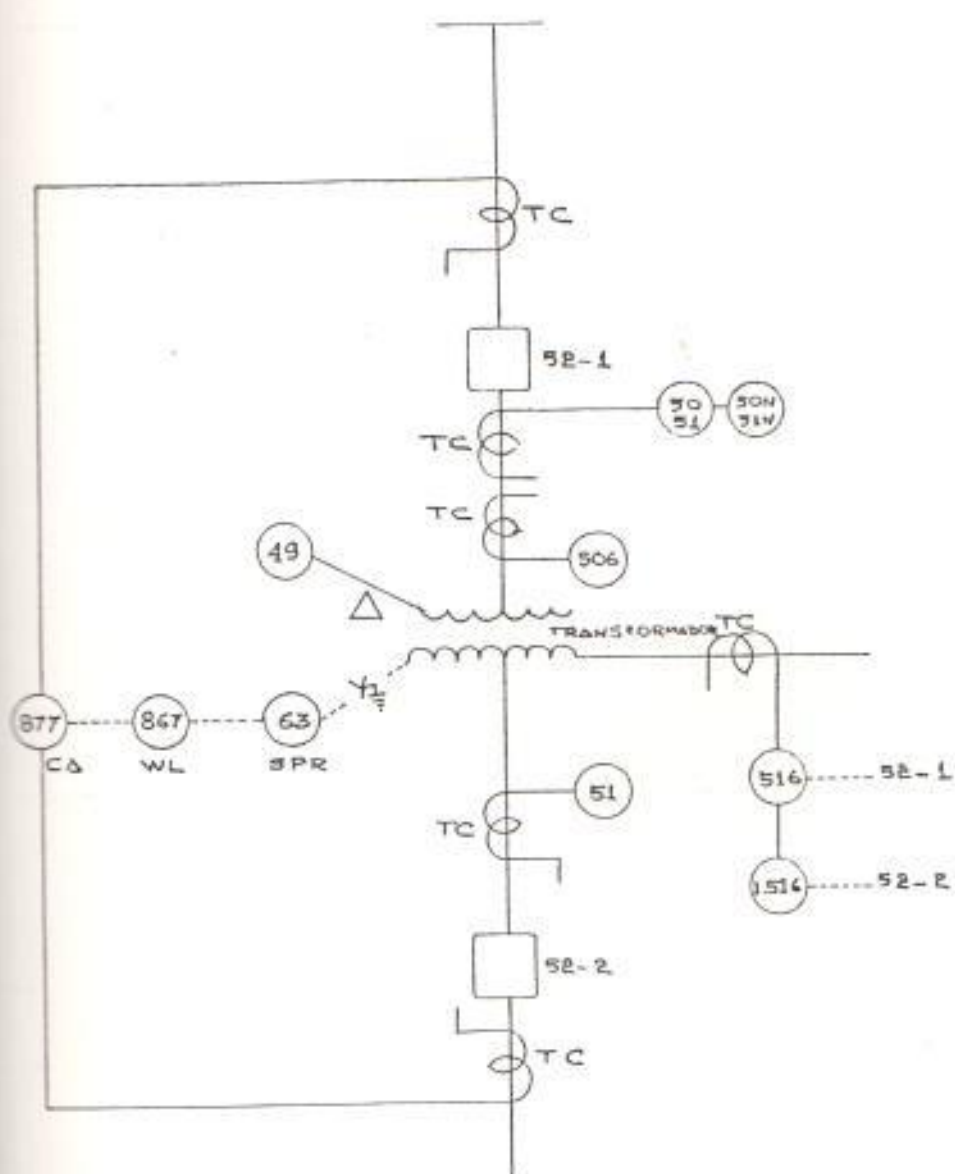 TC
52-1
50
51
50N
51N
TC
TC
49
506
TRANSFORMADOR
TC
877
867
63
CA
WL
SPR
516
52-1
51
TC
1516
52-2
52-2
TC